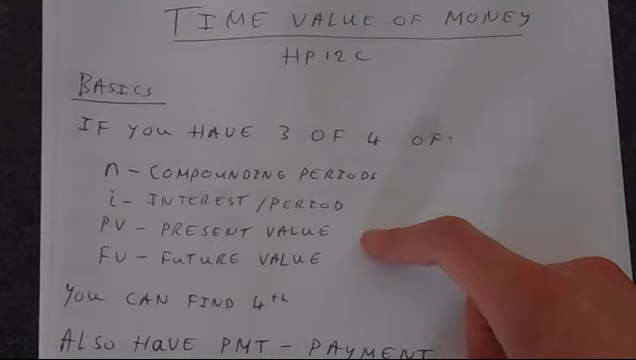 TIME VALUE OF MONEY
HP12C
BASICS
IF YOU HAVE 3 OF 4 OF:
n - COMPOUNDING PERIODS
i - INTEREST/PERIOD
PV - PRESENT VALUE
FV - FUTURE VALUE
YOU CAN FIND 4th
ALSO HAVE PMT - PAYMENT